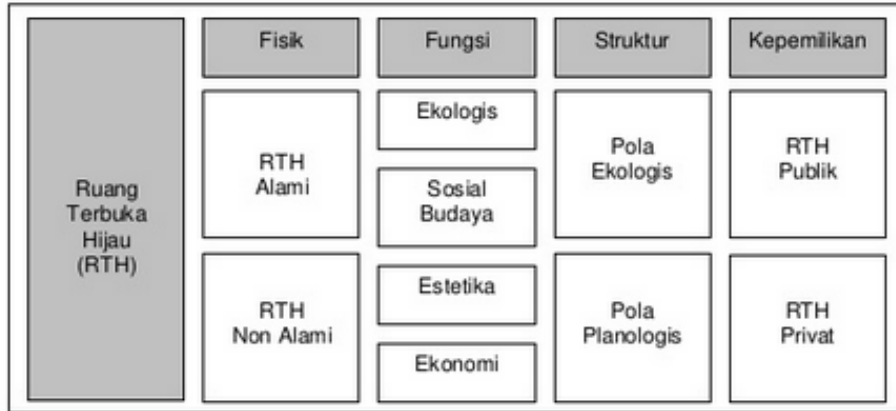 Ruang
Terbuka
Hijau
(RTH)
Fisik
RTH
Alami
RTH
Non Alami
Fungsi
Ekologis
Sosial
Budaya
Estetika
Ekonomi
Struktur
Pola
Ekologis
Pola
Planologis
Kepemilikan
RTH
Publik
RTH
Privat